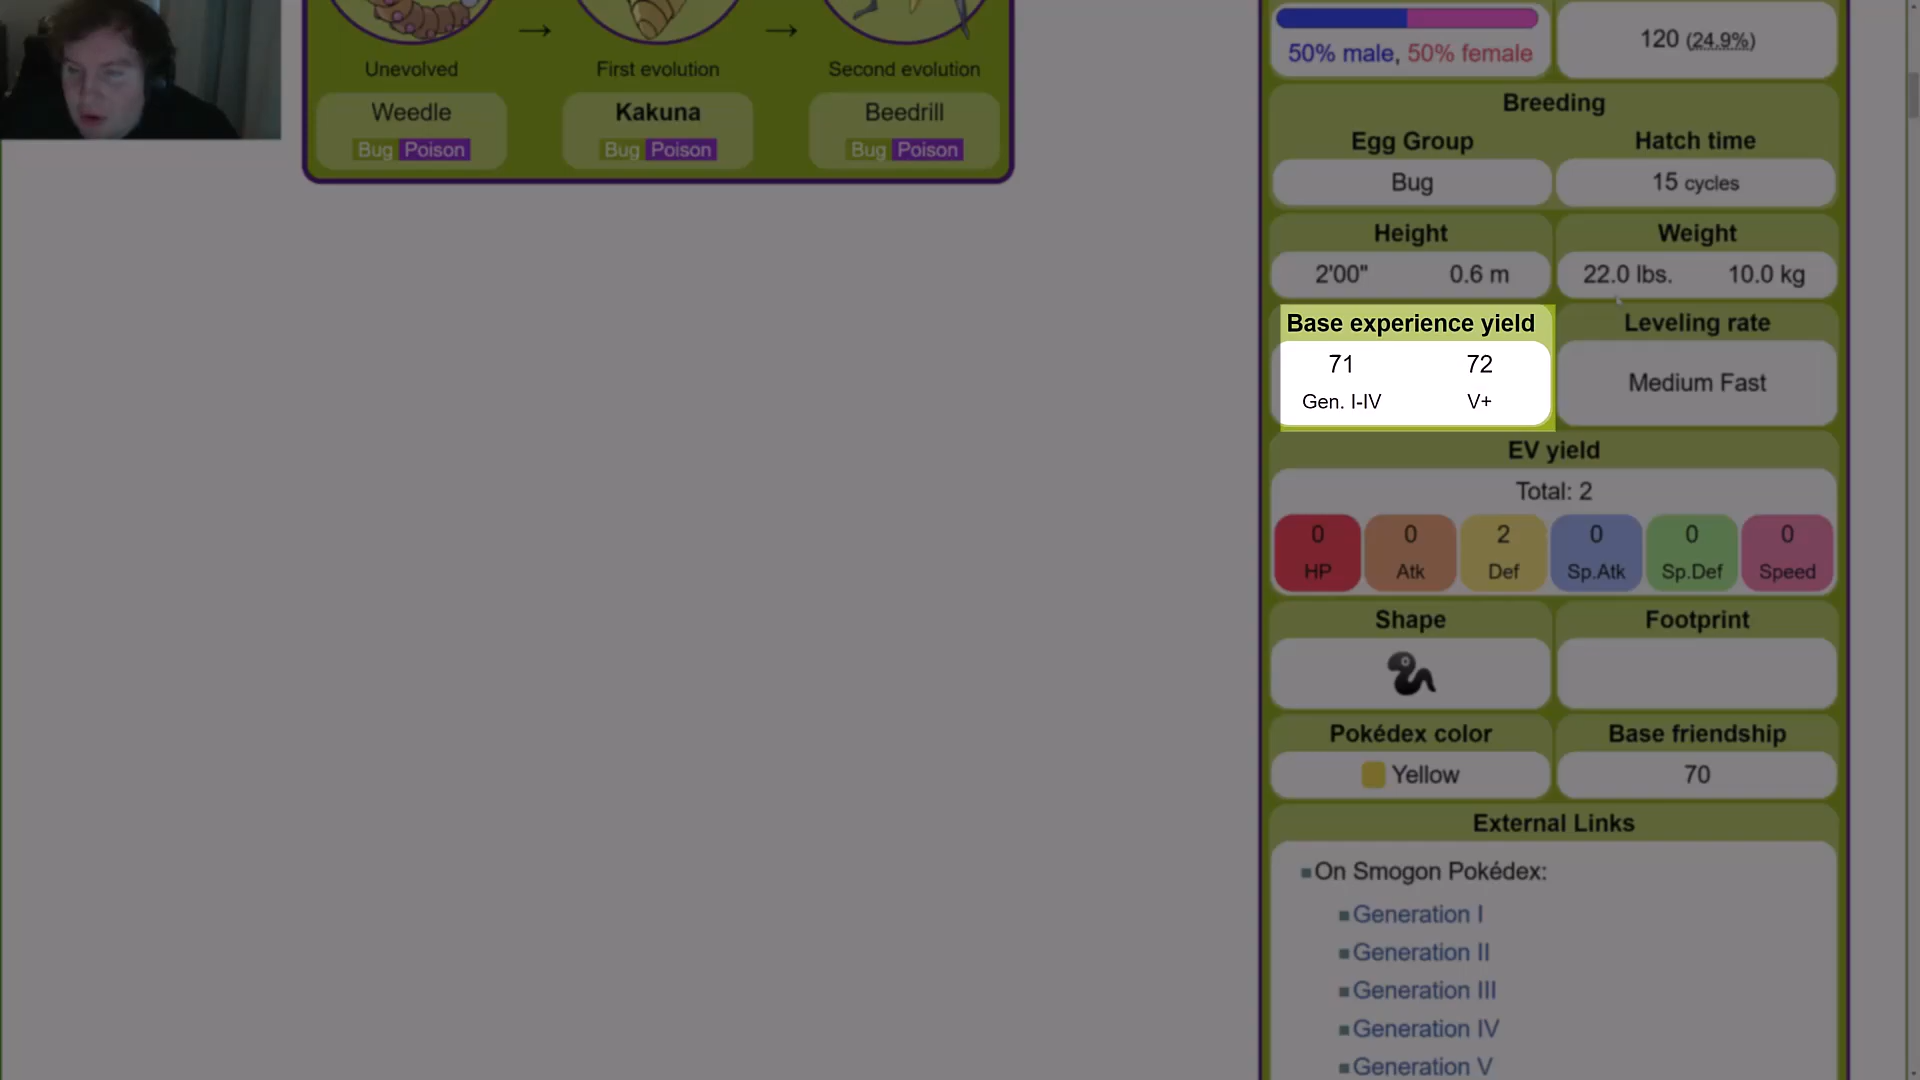 → →
Unevolved First evolution Second evolution
Weedle Kakuna Beedrill
Bug Poison Bug Poison Bug Poison
50% male, 50% female
120 (24.9%)
Breeding
Egg Group Hatch time
Bug 15 cycles
Height Weight
2'00" 0.6 m 22.0 lbs. 10.0 kg
Base experience yield Leveling rate
71 72
Gen. I-IV V+
Medium Fast
EV yield
Total: 2
0 0 2 0 0 0
HP Atk Def Sp.Atk Sp.Def Speed
Shape Footprint
Pokédex color Base friendship
Yellow 70
External Links
On Smogon Pokédex:
Generation I
Generation II
Generation III
Generation IV
Generation V